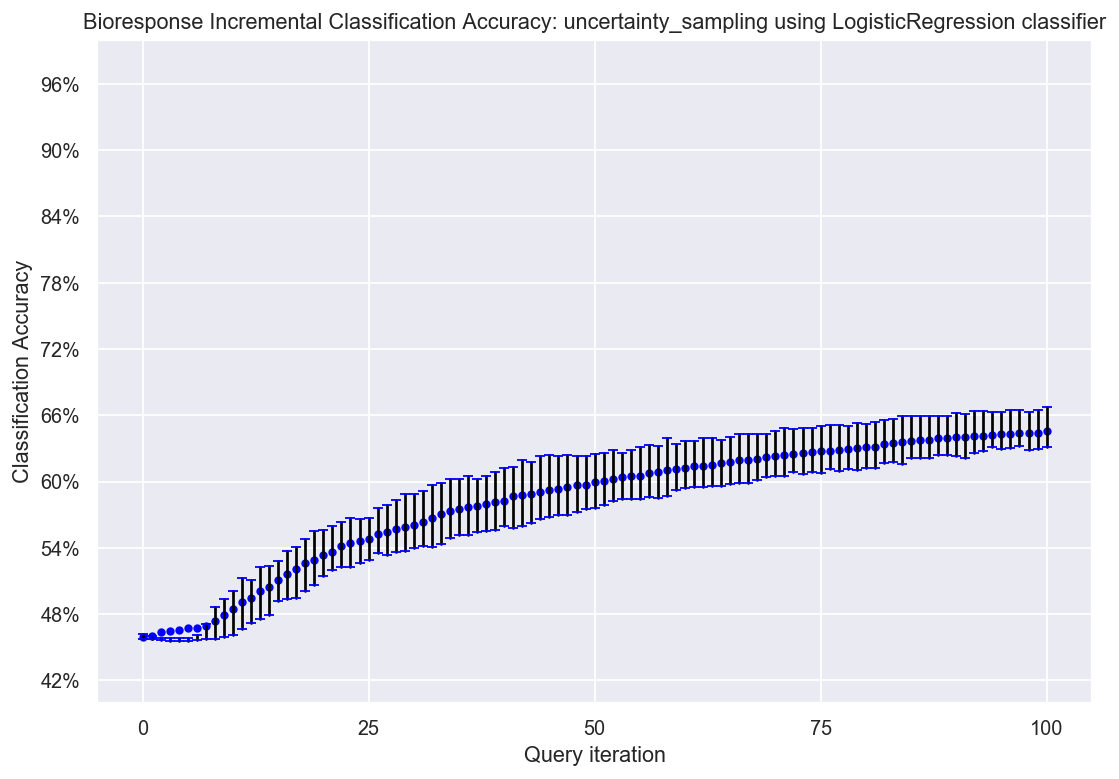 Bioresponse Incremental Classification Accuracy: uncertainty_sampling using LogisticRegression classifier
96%
90%
84%
78%
72%
66%
60%
54%
48%
42%
Classification Accuracy
0 25 50 75 100
Query iteration